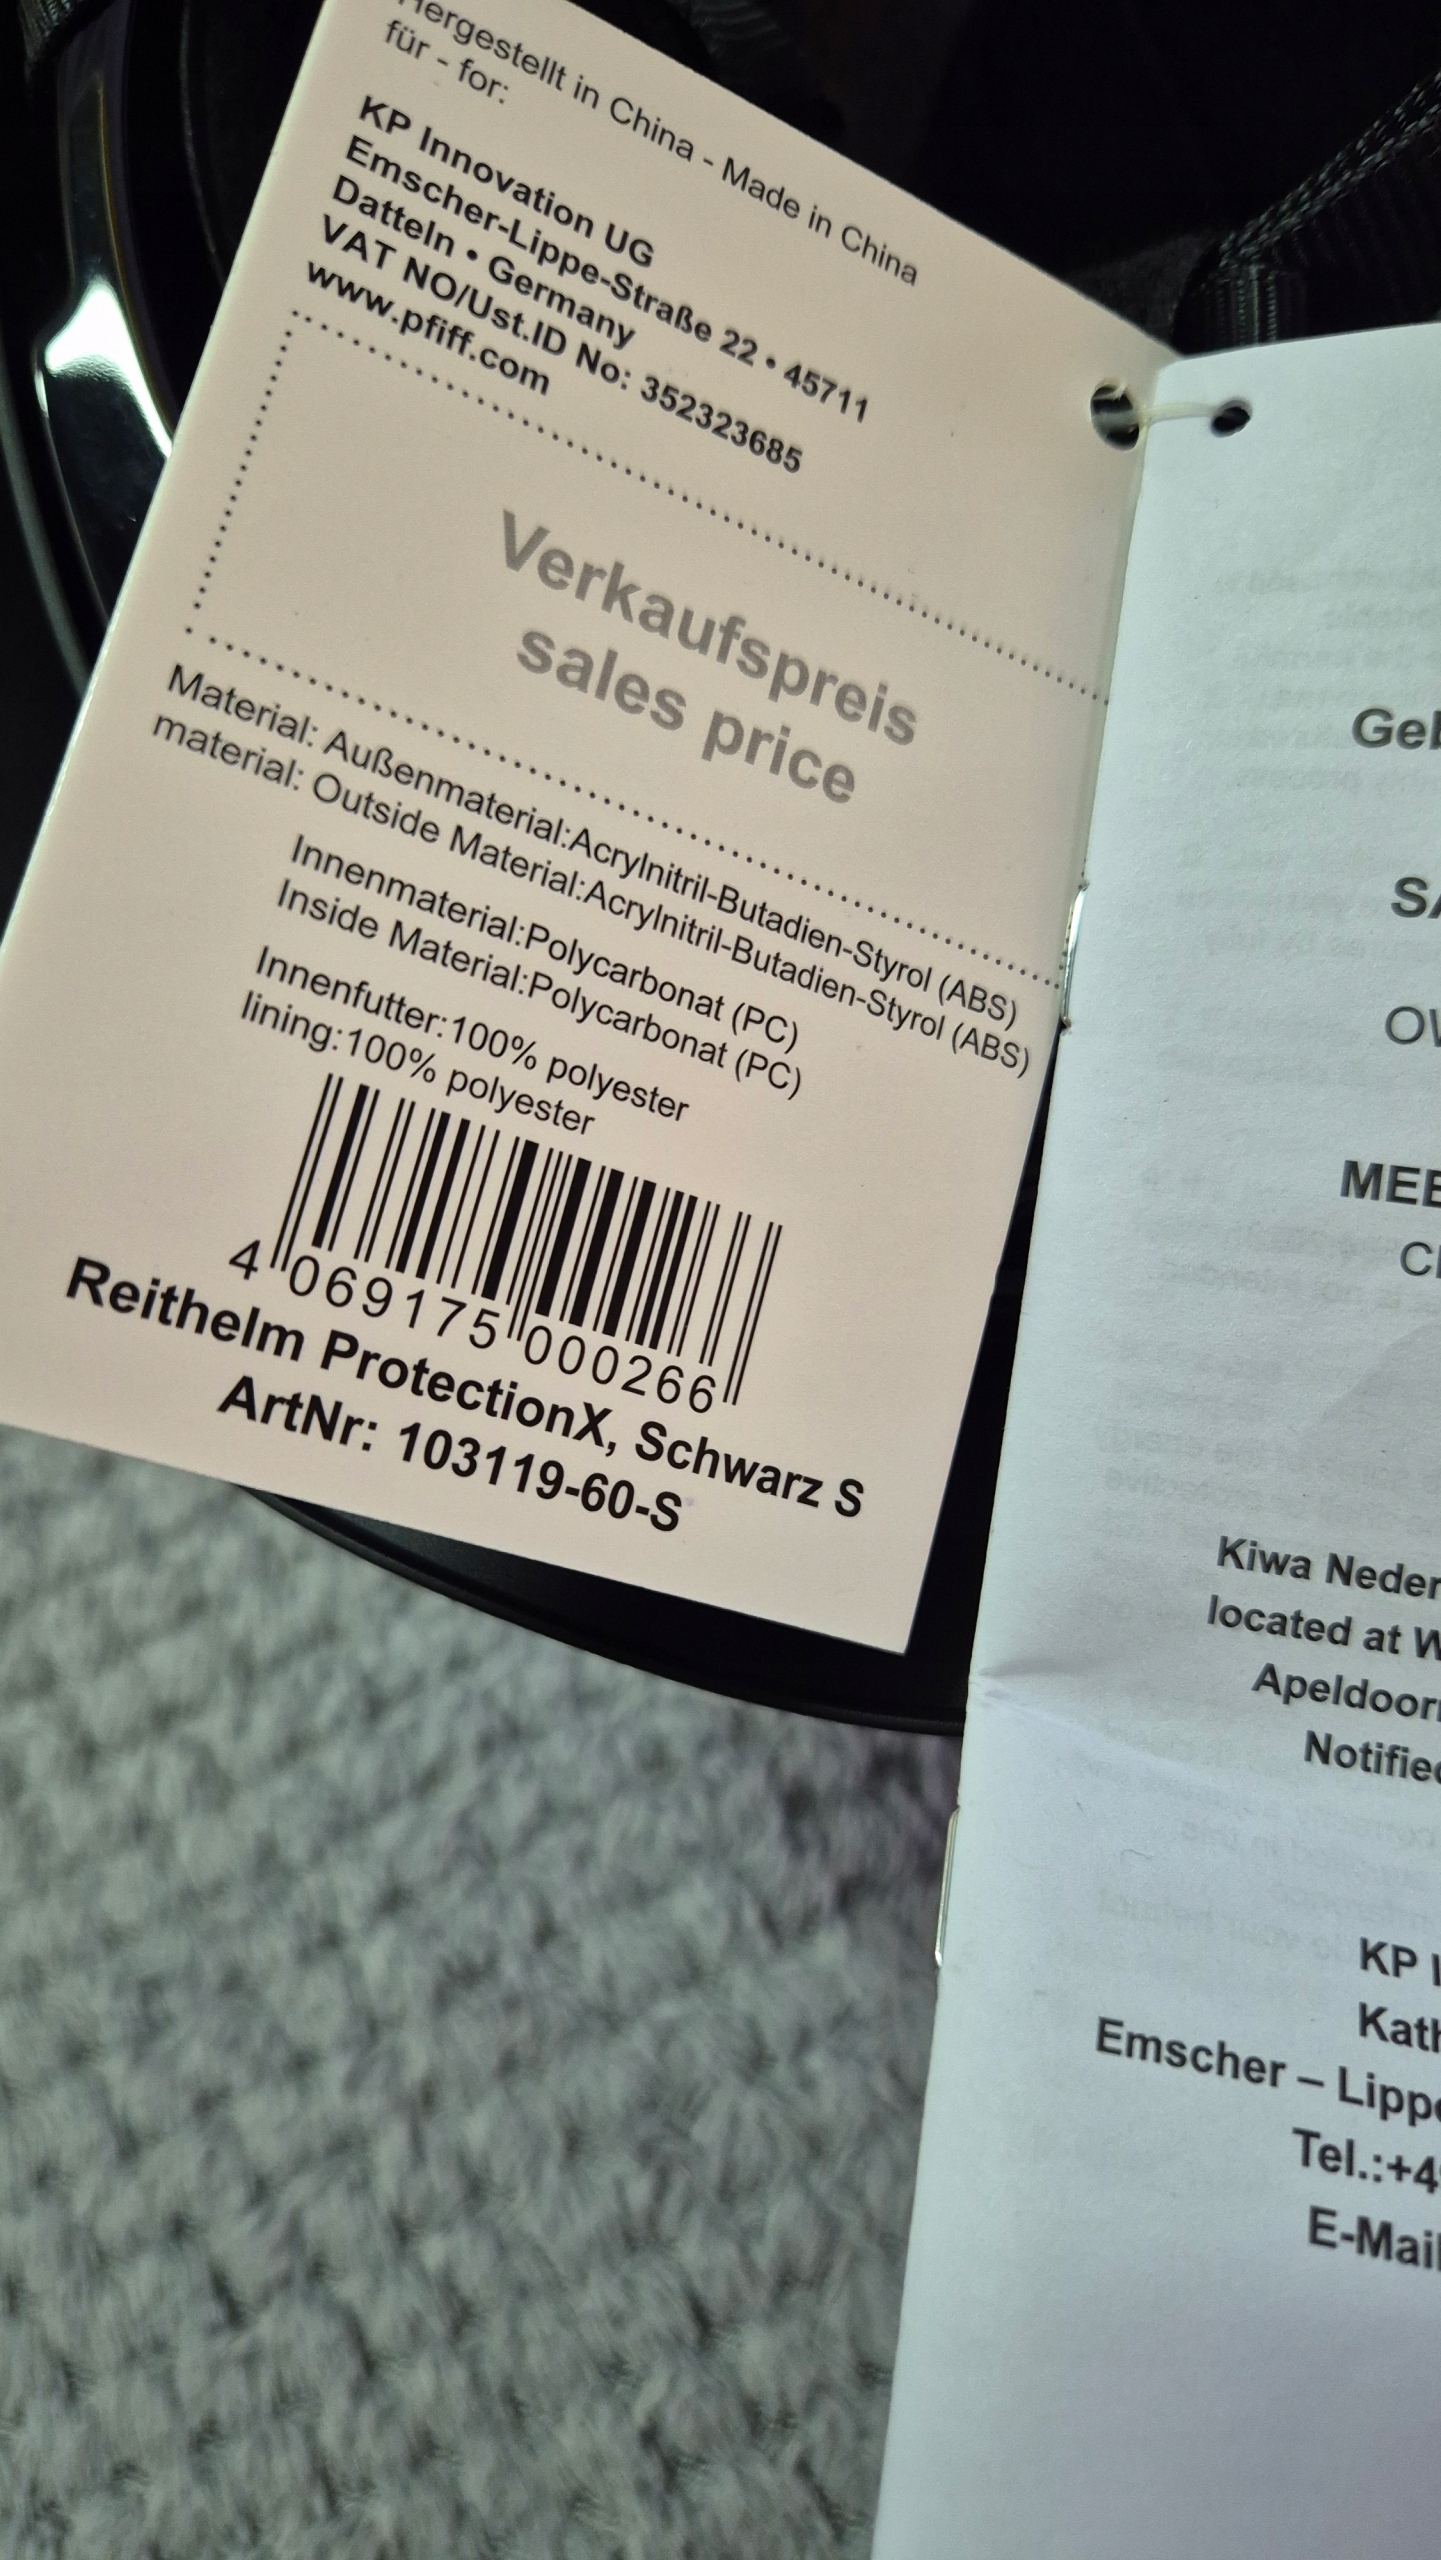 Hergestellt in China - Made in China
für - for:
KP Innovation UG
Emscher-Lippe-Straße 22 • 45711
Datteln • Germany
VAT NO/Ust.ID No: 352323685
www.pfiff.com
Verkaufspreis
sales price
Material: Außenmaterial:Acrylnitril-Butadien-Styrol (ABS)
material: Outside Material:Acrylnitril-Butadien-Styrol (ABS)
Innenmaterial:Polycarbonat (PC)
Inside Material:Polycarbonat (PC)
Innenfutter:100% polyester
lining:100% polyester
4 069175 000266
Reithelm ProtectionX, Schwarz S
ArtNr: 103119-60-S
Geb
SA
OV
MEE
Kiwa Neder
located at W
Apeldoorn
Notified
KP I
Kath
Emscher – Lippe
Tel.:+49
E-Mail